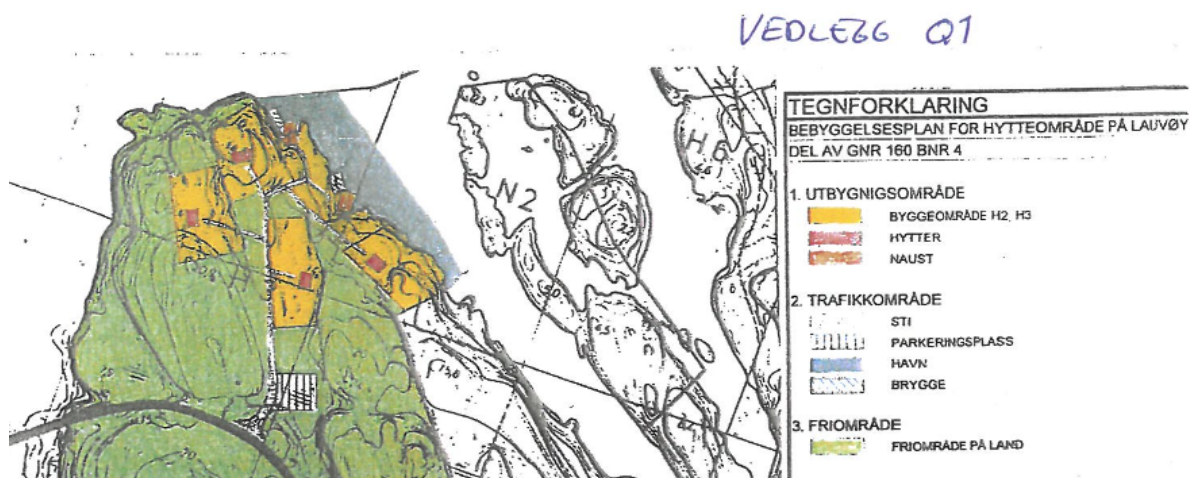 VEDLEGG Q1
TEGNFORKLARING
BEBYGGELSESPLAN FOR HYTTEOMRÅDE PÅ LAUVØY
DEL AV GNR 160 BNR 4
1. UTBYGNIGSOMRÅDE
BYGGEOMRÅDE H2, H3
HYTTER
NAUST
2. TRAFIKKOMRÅDE
STI
PARKERINGSPLASS
HAVN
BRYGGE
3. FRIOMRÅDE
FRIOMRÅDE PÅ LAND
N2
H6